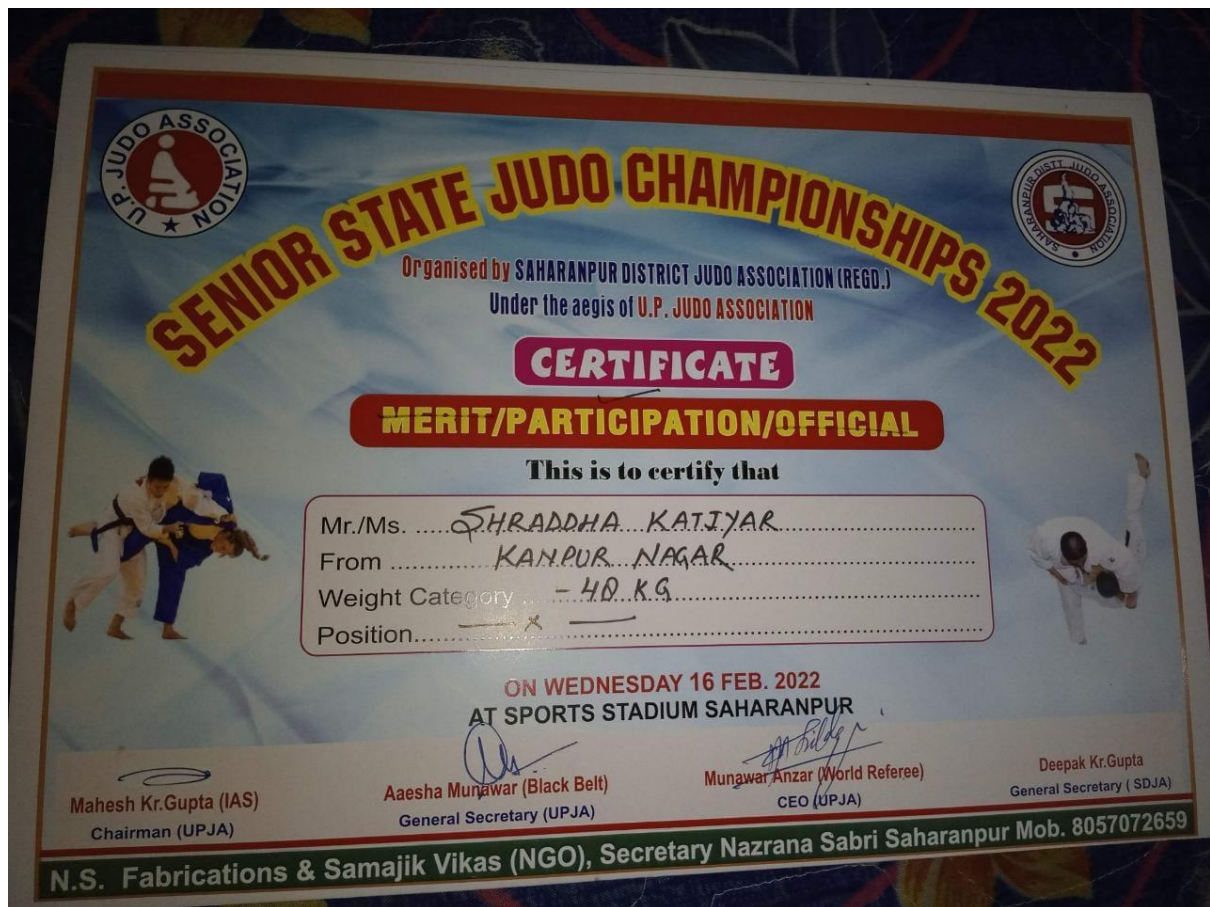 U.P. JUDO ASSOCIATION
SAHARANPUR DISTT. JUDO ASSOCIATION
SENIOR STATE JUDO CHAMPIONSHIPS 2022
Organised by SAHARANPUR DISTRICT JUDO ASSOCIATION (REGD.)
Under the aegis of U.P. JUDO ASSOCIATION
CERTIFICATE
MERIT/PARTICIPATION/OFFICIAL
This is to certify that
Mr./Ms. ..... SHRADDHA KATIYAR
From ............ KANPUR NAGAR
Weight Category - 40 KG
Position.... — x —
ON WEDNESDAY 16 FEB. 2022
AT SPORTS STADIUM SAHARANPUR
Mahesh Kr.Gupta (IAS)
Chairman (UPJA)
Aaesha Munawar (Black Belt)
General Secretary (UPJA)
Munawar Anzar (World Referee)
CEO (UPJA)
Deepak Kr.Gupta
General Secretary ( SDJA)
N.S. Fabrications & Samajik Vikas (NGO), Secretary Nazrana Sabri Saharanpur Mob. 8057072659